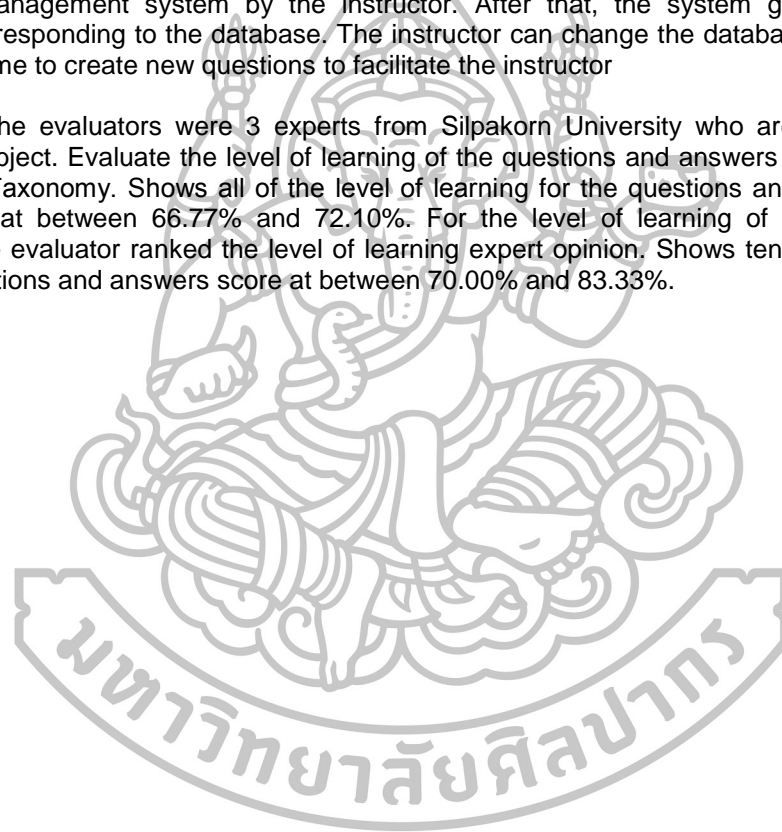 management system by the instructor. After that, the system g
responding to the database. The instructor can change the databa
me to create new questions to facilitate the instructor
he evaluators were 3 experts from Silpakorn University who are
oject. Evaluate the level of learning of the questions and answers
Taxonomy. Shows all of the level of learning for the questions an
at between 66.77% and 72.10%. For the level of learning of
e evaluator ranked the level of learning expert opinion. Shows ten
tions and answers score at between 70.00% and 83.33%.
มหาวิทยาลัยศิลปากร